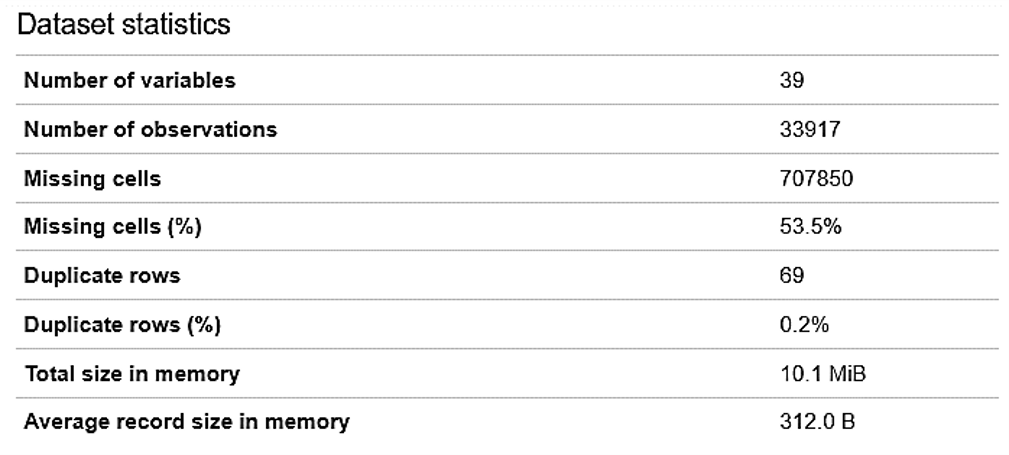 Dataset statistics
Number of variables 39
Number of observations 33917
Missing cells 707850
Missing cells (%) 53.5%
Duplicate rows 69
Duplicate rows (%) 0.2%
Total size in memory 10.1 MiB
Average record size in memory 312.0 B